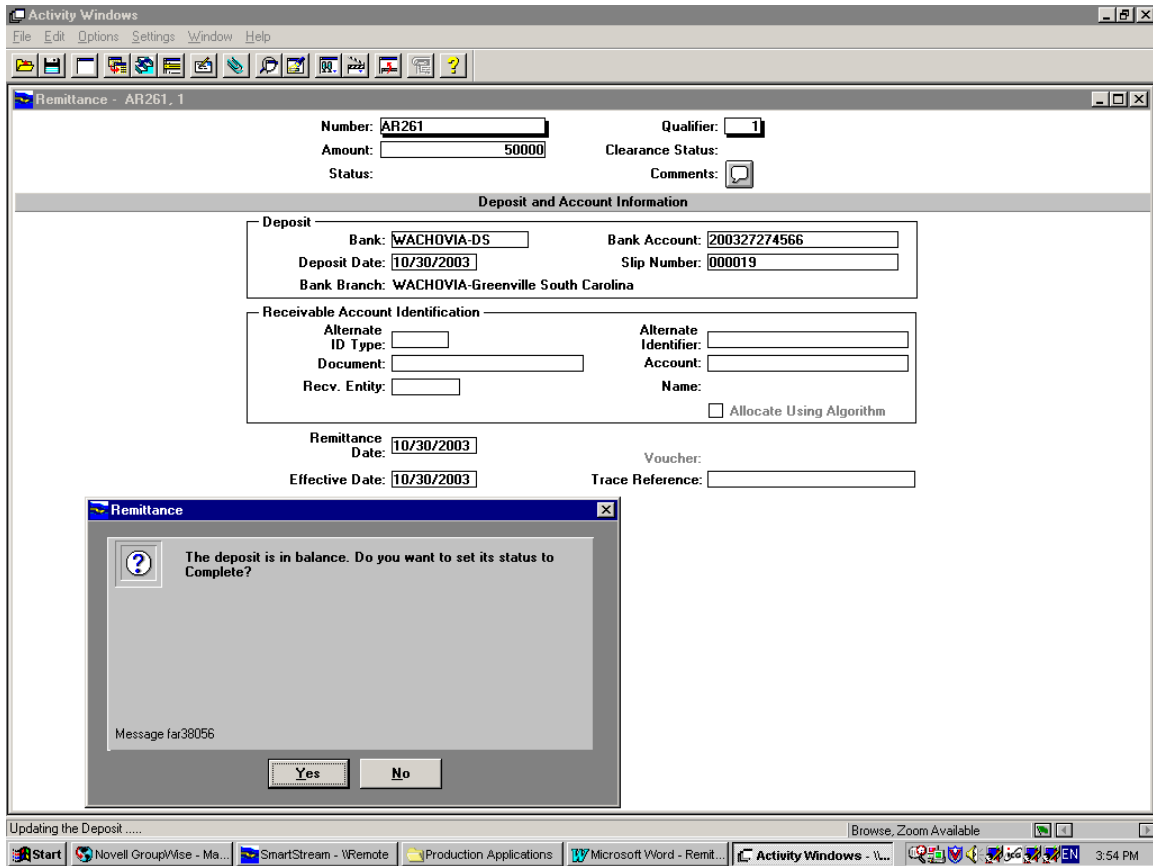 Activity Windows
File Edit Options Settings Window Help
Remittance - AR261, 1
Number: AR261 Qualifier: 1
Amount: 50000 Clearance Status:
Status: Comments:
Deposit and Account Information
Deposit
Bank: WACHOVIA-DS Bank Account: 200327274566
Deposit Date: 10/30/2003 Slip Number: 000019
Bank Branch: WACHOVIA-Greenville South Carolina
Receivable Account Identification
Alternate ID Type: Alternate Identifier:
Document: Account:
Recv. Entity: Name:
Allocate Using Algorithm
Remittance Date: 10/30/2003 Voucher:
Effective Date: 10/30/2003 Trace Reference:
Remittance
The deposit is in balance. Do you want to set its status to
Complete?
Message far38056
Yes No
Updating the Deposit ..... Browse, Zoom Available
Start Novell GroupWise - Ma... SmartStream - \\Remote Production Applications Microsoft Word - Remit... Activity Windows - \\... EN 3:54 PM